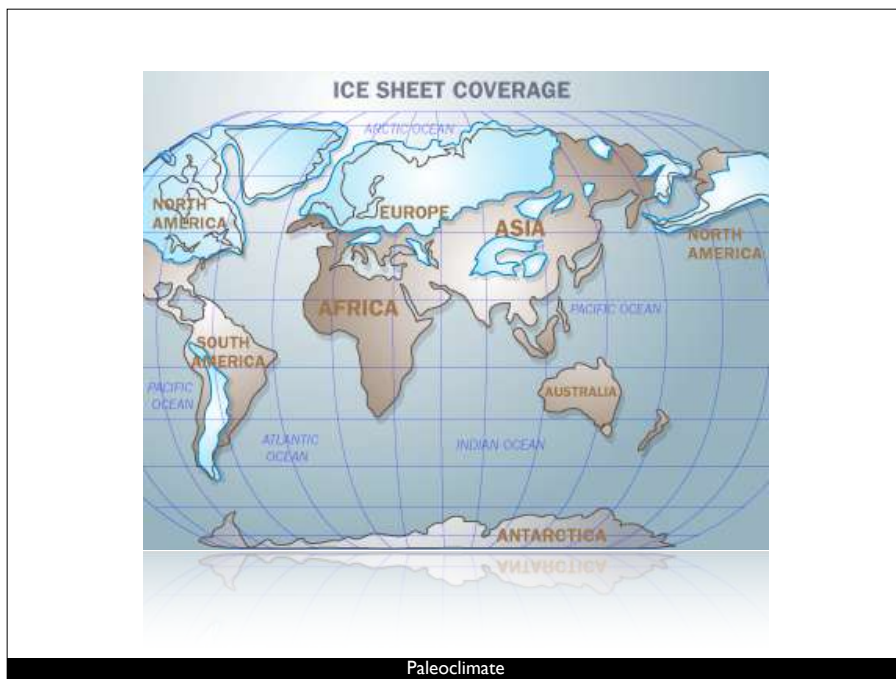 ICE SHEET COVERAGE
ARCTIC OCEAN
NORTH
AMERICA
EUROPE
ASIA
NORTH
AMERICA
AFRICA
PACIFIC OCEAN
SOUTH
AMERICA
PACIFIC
OCEAN
AUSTRALIA
ATLANTIC
OCEAN
INDIAN OCEAN
ANTARCTICA
Paleoclimate